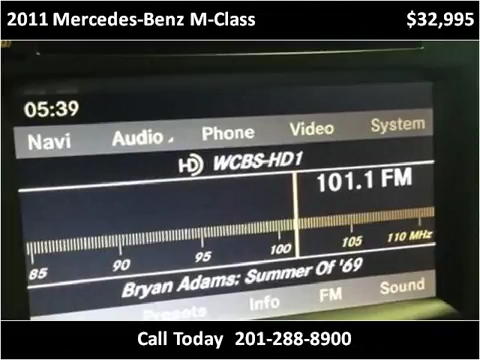 2011 Mercedes-Benz M-Class $32,995
05:39
Navi Audio Phone Video System
HD WCBS-HD1
101.1 FM
85 90 95 100 105 110 MHz
Bryan Adams: Summer Of '69
Presets Info FM Sound
Call Today 201-288-8900